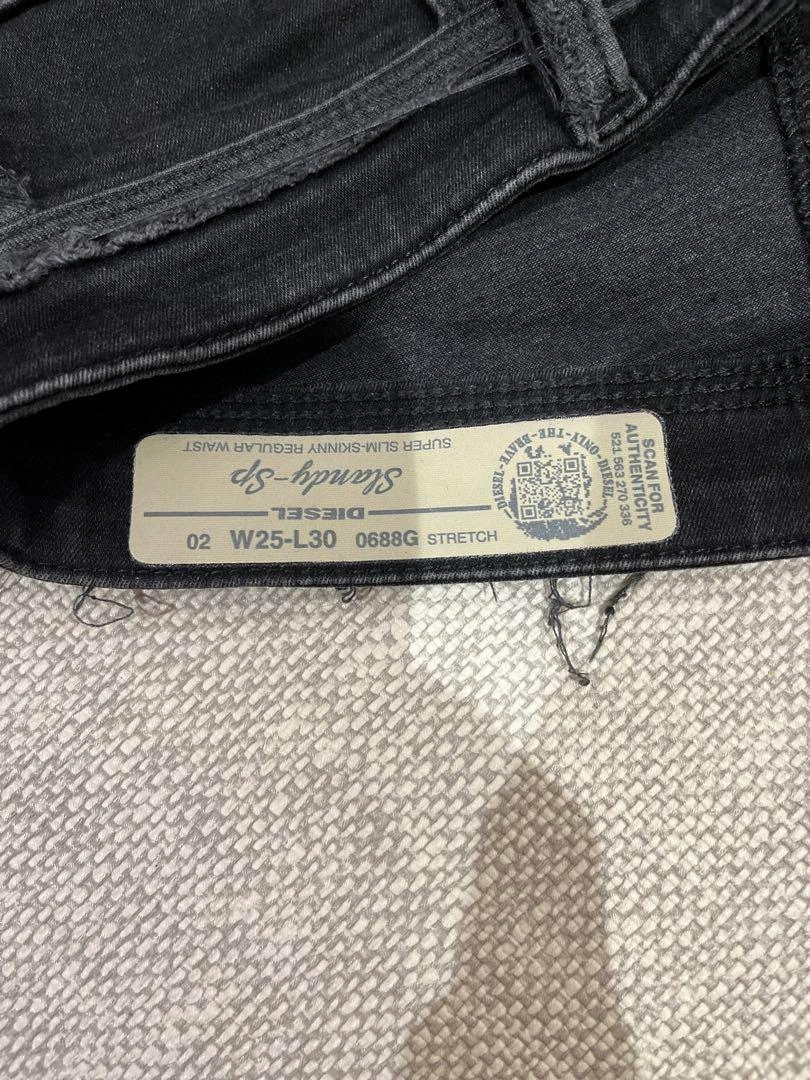 SUPER SLIM-SKINNY REGULAR WAIST
Slandy-Sp
DIESEL
02 W25-L30 0688G STRETCH
DIESEL-ONLY-THE-BRAVE-DIESEL
SCAN FOR
AUTHENTICITY
521 563 270 336